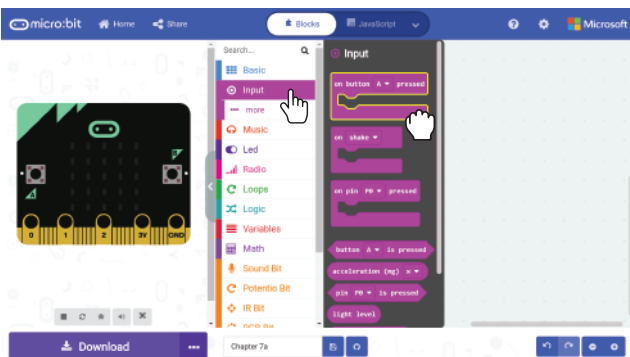 micro:bit Home Share Blocks JavaScript Microsoft
Search...
Basic
Input
more
Music
Led
Radio
Loops
Logic
Variables
Math
Sound Bit
Potentio Bit
IR Bit
Input
on button A pressed
on shake
on pin P0 pressed
button A is pressed
acceleration (mg) x
pin P0 is pressed
light level
A
B
0 1 2 3V GND
Download
Chapter 7a